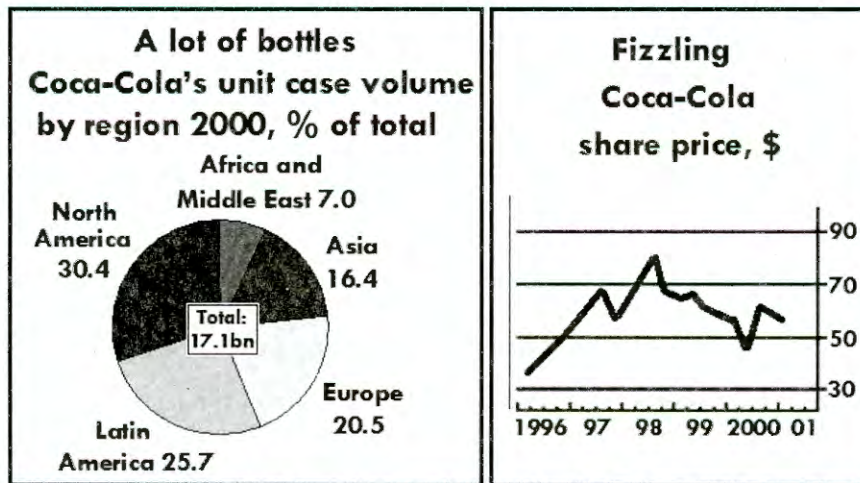 A lot of bottles
Coca-Cola's unit case volume
by region 2000, % of total
Africa and
Middle East 7.0
North
America
30.4
Asia
16.4
Total:
17.1bn
Europe
20.5
Latin
America 25.7
Fizzling
Coca-Cola
share price, $
90
70
50
30
1996 97 98 99 2000 01